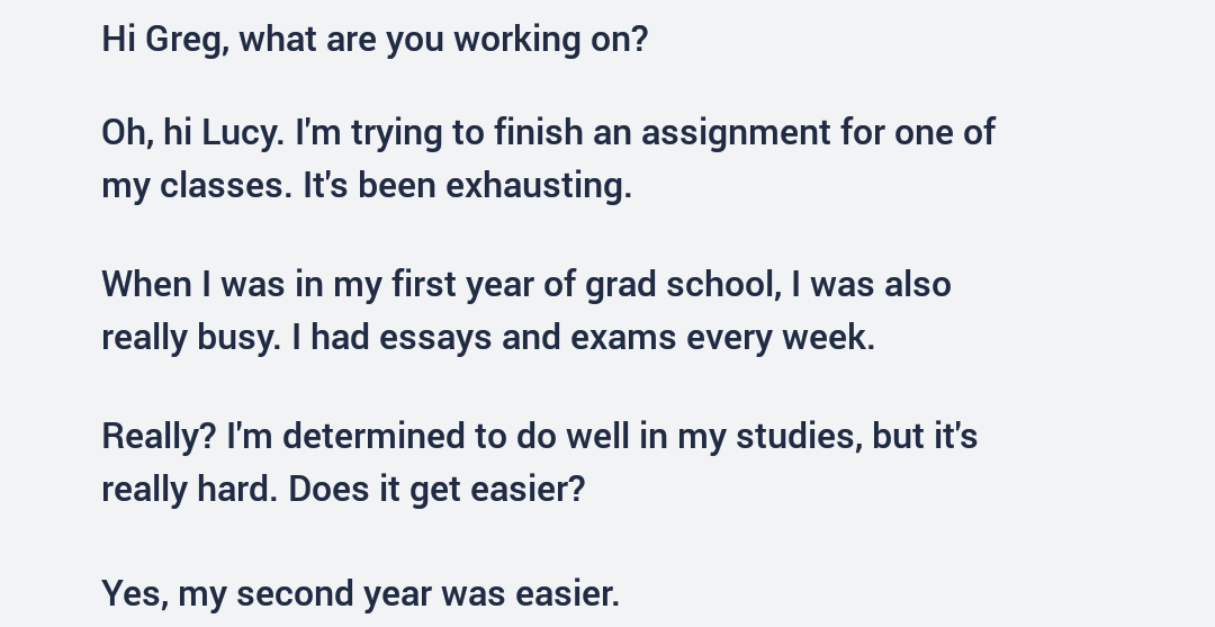 Hi Greg, what are you working on?
Oh, hi Lucy. I'm trying to finish an assignment for one of
my classes. It's been exhausting.
When I was in my first year of grad school, I was also
really busy. I had essays and exams every week.
Really? I'm determined to do well in my studies, but it's
really hard. Does it get easier?
Yes, my second year was easier.